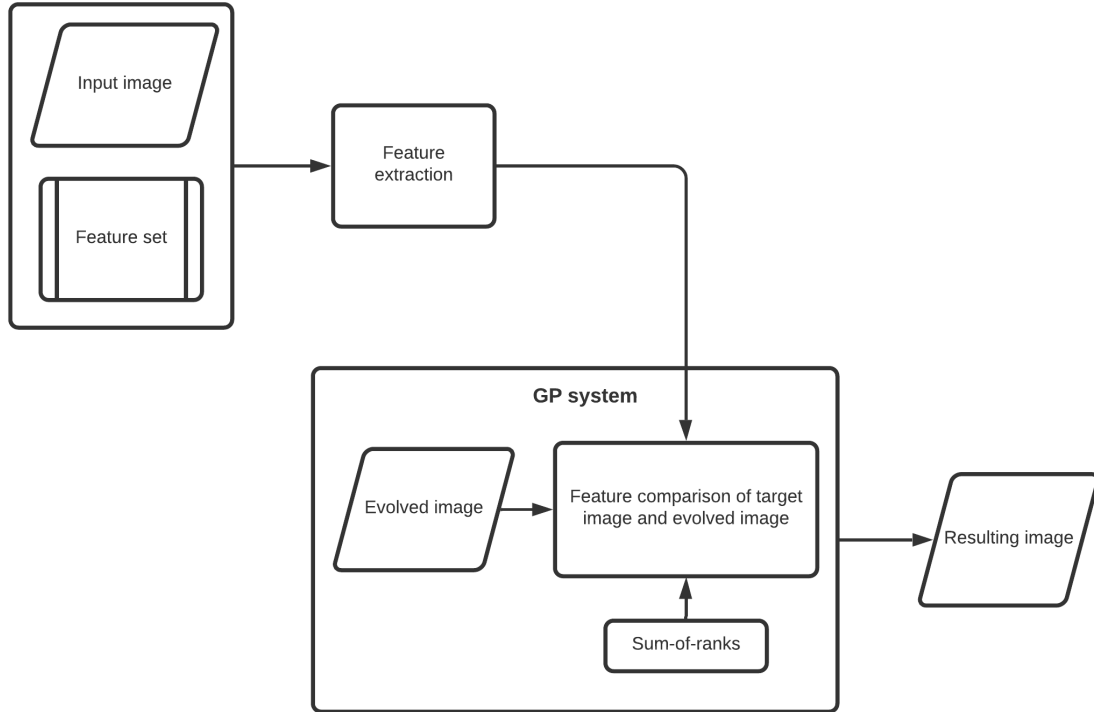 Input image
Feature set
Feature
extraction
GP system
Evolved image
Feature comparison of target
image and evolved image
Sum-of-ranks
Resulting image